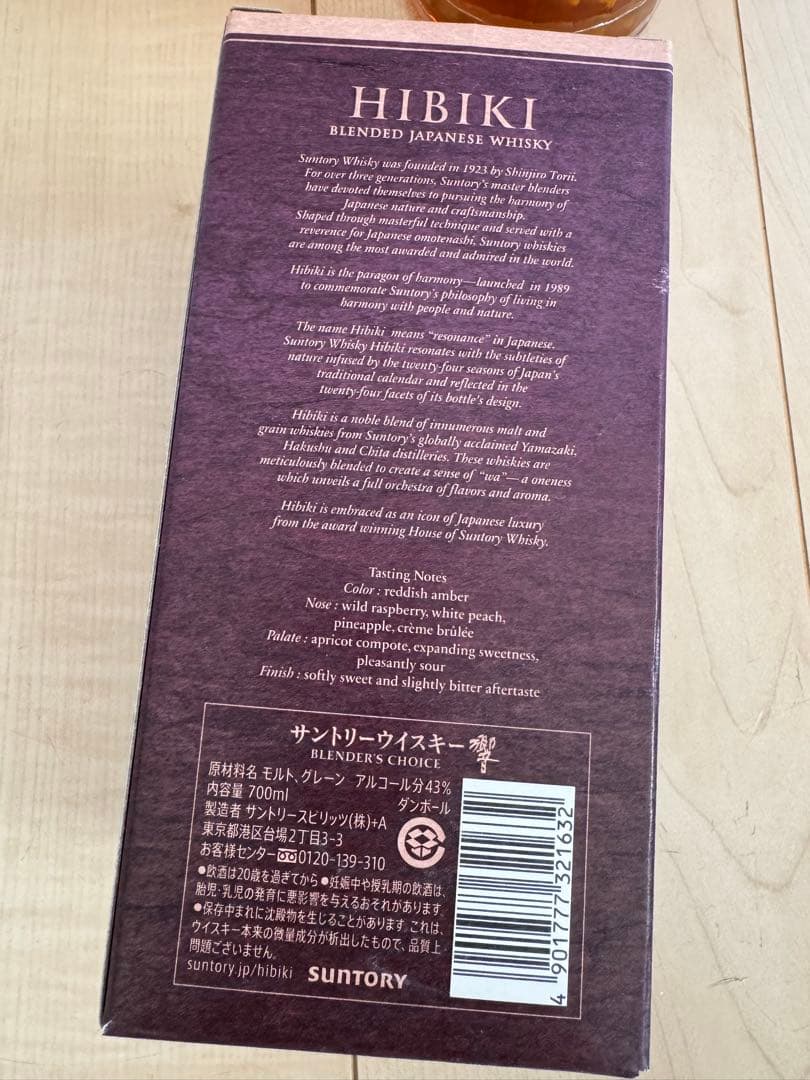 HIBIKI
BLENDED JAPANESE WHISKY
Suntory Whisky was founded in 1923 by Shinjiro Torii.
For over three generations, Suntory's master blenders
have devoted themselves to pursuing the harmony of
Japanese nature and craftsmanship.
Shaped through masterful technique and served with a
reverence for Japanese omotenashi, Suntory whiskies
are among the most awarded and admired in the world.
Hibiki is the paragon of harmony—launched in 1989
to commemorate Suntory's philosophy of living in
harmony with people and nature.
The name Hibiki means “resonance” in Japanese.
Suntory Whisky Hibiki resonates with the subtleties of
nature infused by the twenty-four seasons of Japan's
traditional calendar and reflected in the
twenty-four facets of its bottle's design.
Hibiki is a noble blend of innumerous malt and
grain whiskies from Suntory's globally acclaimed Yamazaki,
Hakushu and Chita distilleries. These whiskies are
meticulously blended to create a sense of “wa”—a oneness
which unveils a full orchestra of flavors and aroma.
Hibiki is embraced as an icon of Japanese luxury
from the award winning House of Suntory Whisky.
Tasting Notes
Color : reddish amber
Nose : wild raspberry, white peach,
pineapple, crème brûlée
Palate : apricot compote, expanding sweetness,
pleasantly sour
Finish : softly sweet and slightly bitter aftertaste
サントリーウイスキー 響
BLENDER'S CHOICE
原材料名 モルト、グレーン アルコール分43%
内容量 700ml ダンボール
製造者 サントリースピリッツ(株)+A
東京都港区台場2丁目3-3
お客様センター 0120-139-310
●飲酒は20歳を過ぎてから ●妊娠中や授乳期の飲酒は、
胎児・乳児の発育に悪影響を与えるおそれがあります
●保存中まれに沈殿物を生じることがあります。これは、
ウイスキー本来の微量成分が析出したもので、品質上
問題ございません。
suntory.jp/hibiki SUNTORY
4 901777 321632